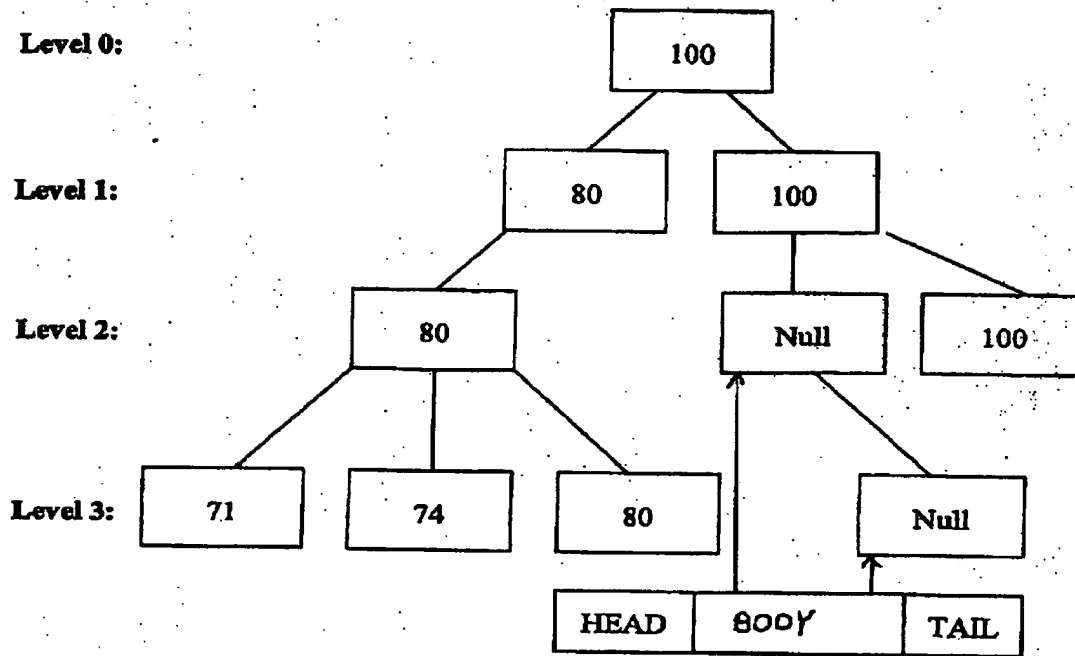 Level 0:
100
Level 1:
80 100
Level 2:
80 Null 100
Level 3:
71 74 80 Null
HEAD BODY TAIL